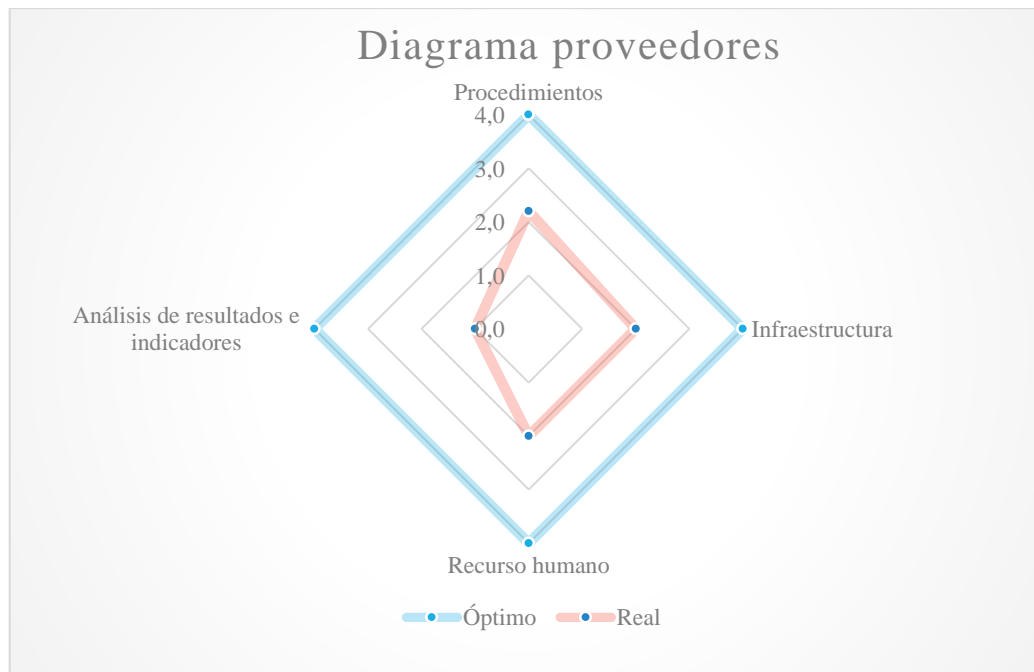 Diagrama proveedores
Procedimientos
4,0
3,0
2,0
1,0
0,0
Análisis de resultados e
indicadores
Infraestructura
Recurso humano
Óptimo
Real